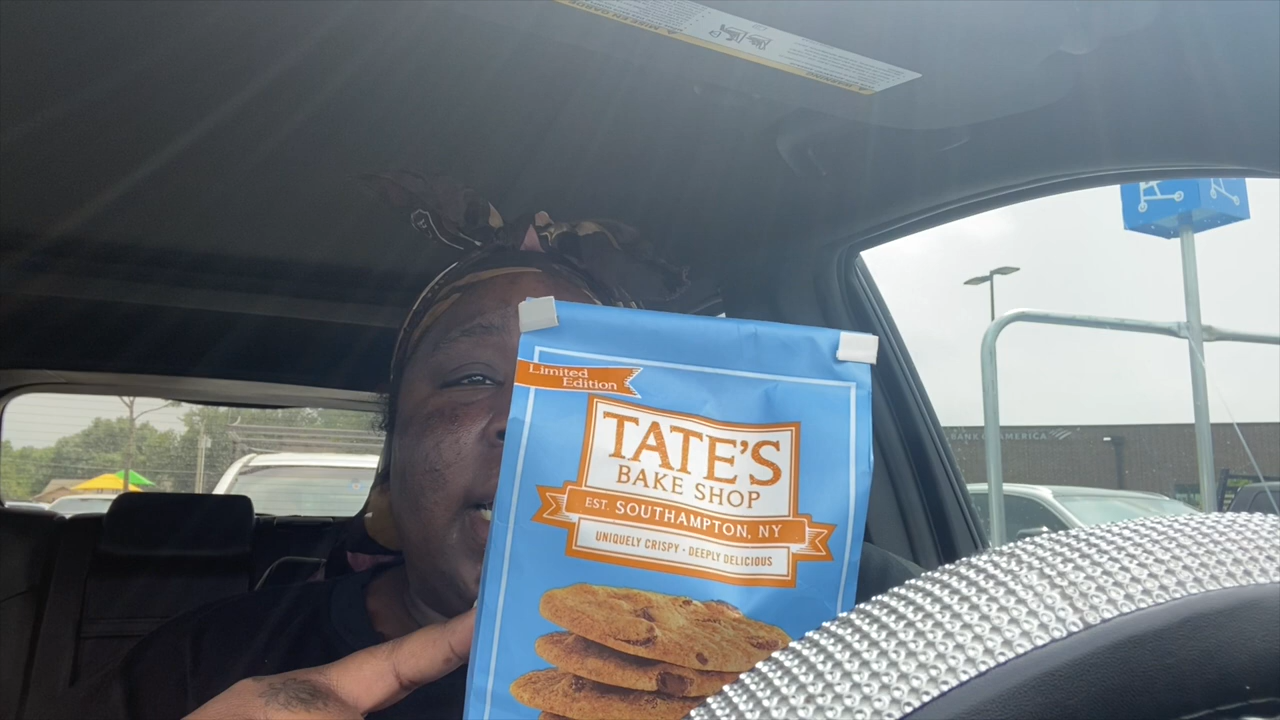 Limited
Edition
TATE'S
BAKE SHOP
EST. SOUTHAMPTON, NY
UNIQUELY CRISPY · DEEPLY DELICIOUS
BANK OF AMERICA